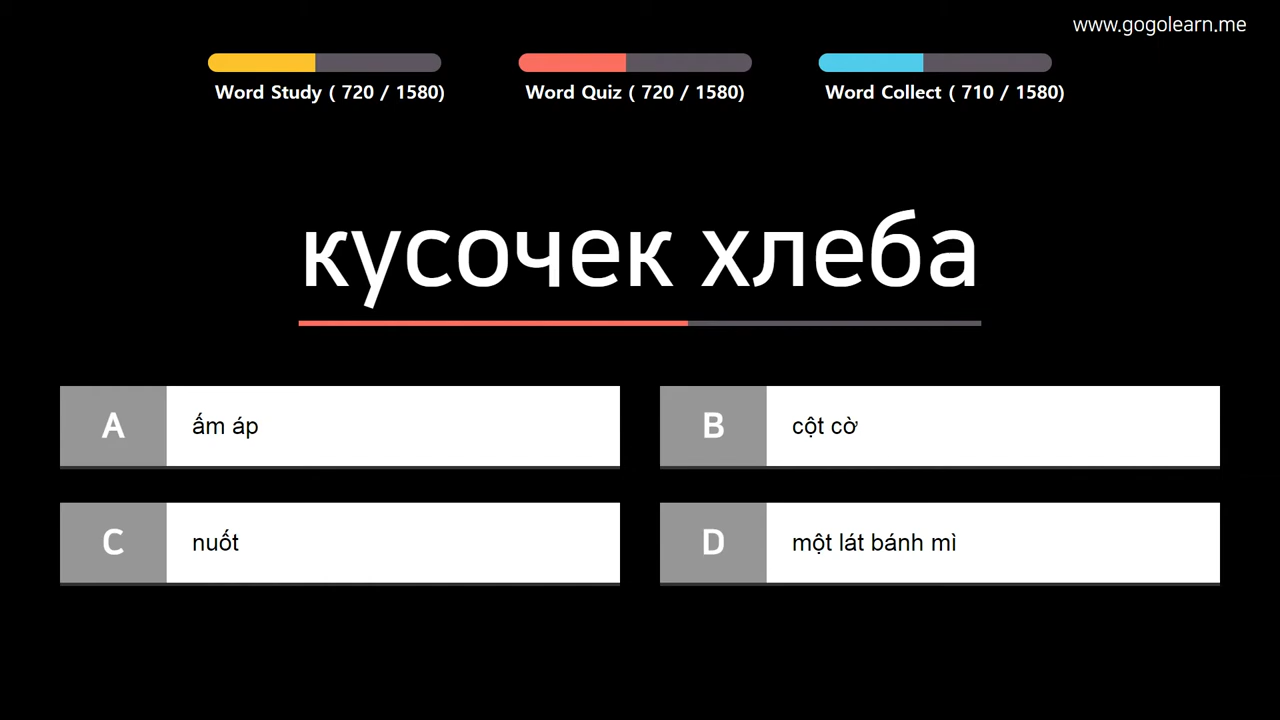 www.gogolearn.me
Word Study ( 720 / 1580)
Word Quiz ( 720 / 1580)
Word Collect ( 710 / 1580)
кусочек хлеба
A
ấm áp
B
cột cờ
C
nuốt
D
một lát bánh mì